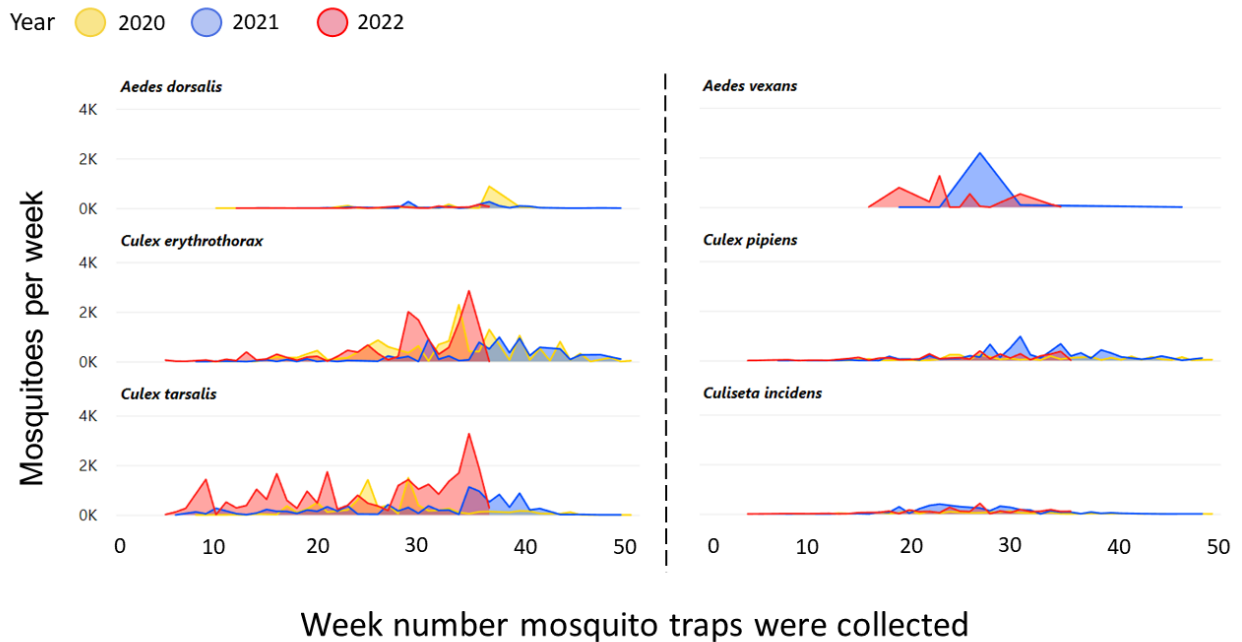 Year 2020 2021 2022
Aedes dorsalis
4K
2K
0K
Culex erythrothorax
4K
2K
0K
Culex tarsalis
4K
2K
0K
0 10 20 30 40 50
Aedes vexans
Culex pipiens
Culiseta incidens
0 10 20 30 40 50
Mosquitoes per week
Week number mosquito traps were collected